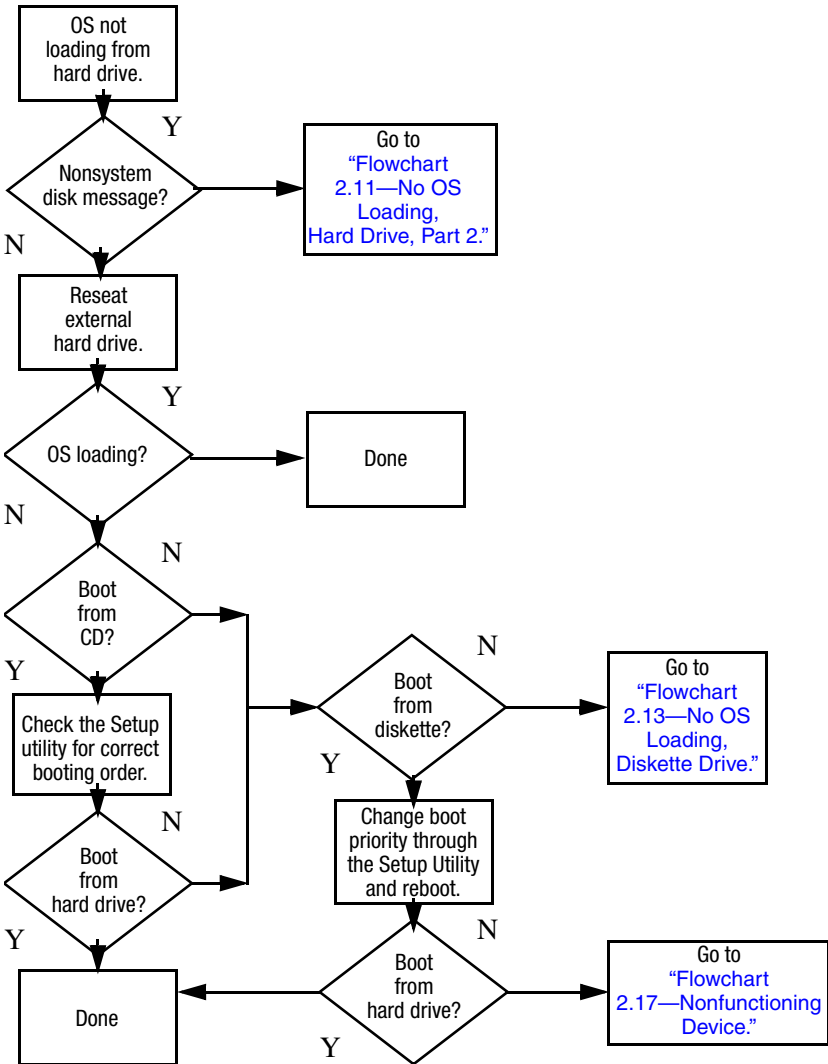 OS not
loading from
hard drive.
Y
Nonsystem
disk message?
Go to
“Flowchart
2.11—No OS
Loading,
Hard Drive, Part 2.”
N
Reseat
external
hard drive.
Y
OS loading?
Done
N
N
Boot
from
CD?
Y
Check the Setup
utility for correct
booting order.
N
Boot
from
hard drive?
Y
Done
N
Boot
from
diskette?
Go to
“Flowchart
2.13—No OS
Loading,
Diskette Drive.”
Y
Change boot
priority through
the Setup Utility
and reboot.
N
Boot
from
hard drive?
Go to
“Flowchart
2.17—Nonfunctioning
Device.”
Y